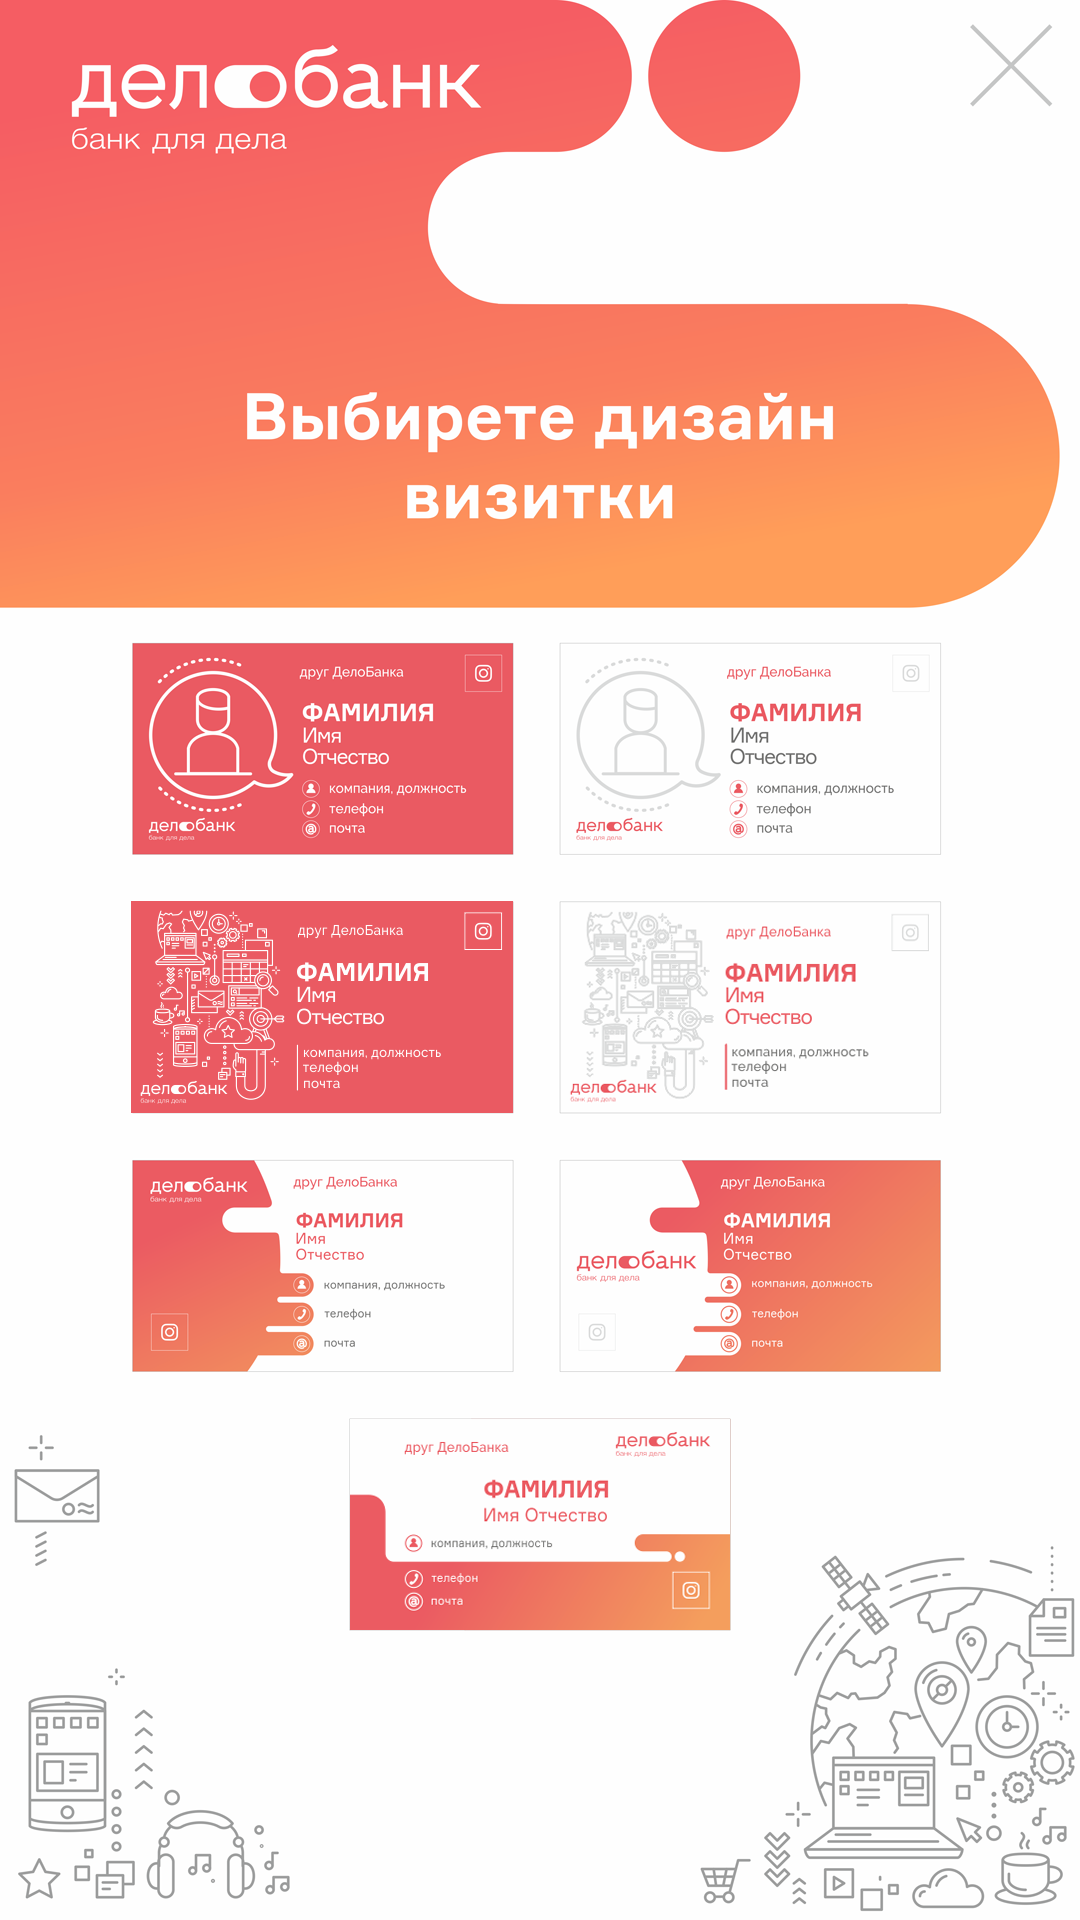 делобанк
банк для дела
Выбирете дизайн
визитки
друг ДелоБанка
ФАМИЛИЯ
Имя
Отчество
компания, должность
телефон
почта
делобанк
банк для дела
друг ДелоБанка
ФАМИЛИЯ
Имя
Отчество
компания, должность
телефон
почта
делобанк
банк для дела
друг ДелоБанка
ФАМИЛИЯ
Имя
Отчество
компания, должность
телефон
почта
делобанк
банк для дела
друг ДелоБанка
ФАМИЛИЯ
Имя
Отчество
компания, должность
телефон
почта
делобанк
банк для дела
делобанк
банк для дела
друг ДелоБанка
ФАМИЛИЯ
Имя
Отчество
компания, должность
телефон
почта
друг ДелоБанка
ФАМИЛИЯ
Имя
Отчество
делобанк
банк для дела
компания, должность
телефон
почта
друг ДелоБанка
делобанк
банк для дела
ФАМИЛИЯ
Имя Отчество
компания, должность
телефон
почта